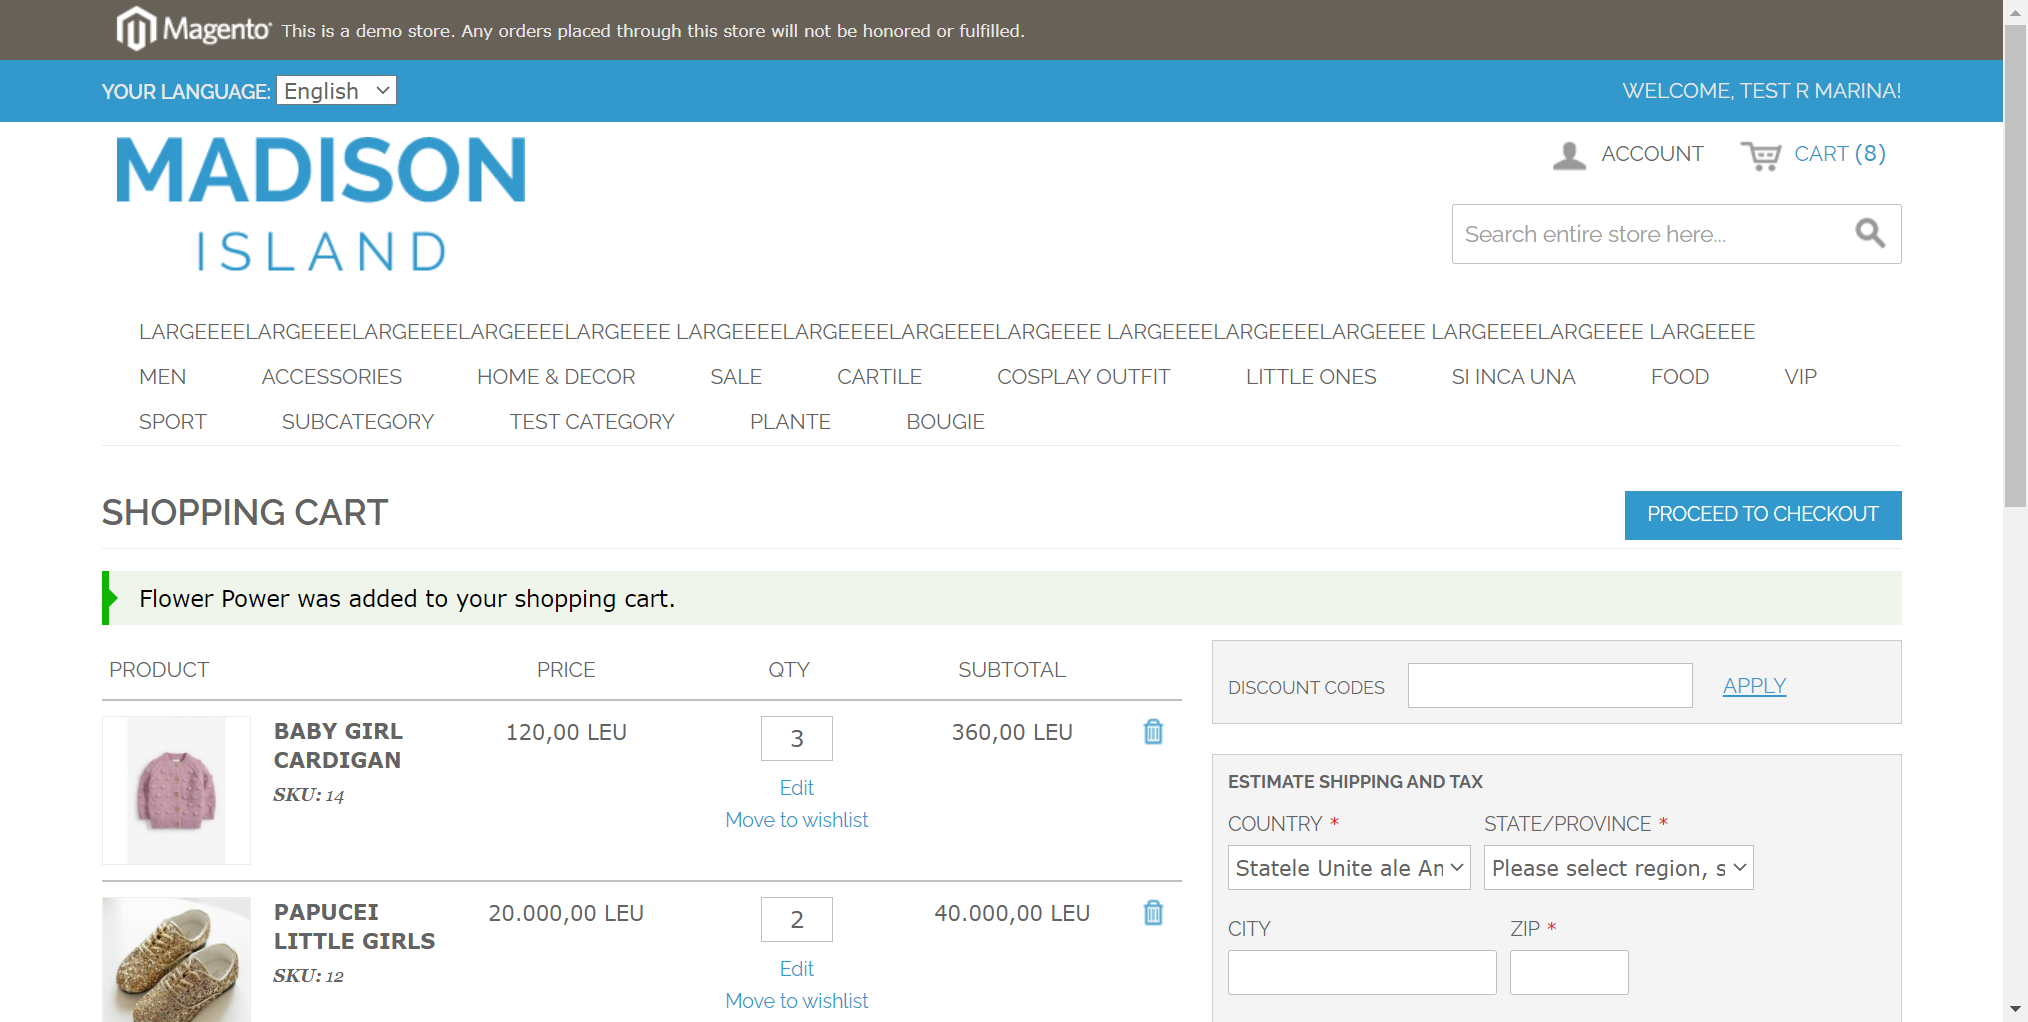 Magento® This is a demo store. Any orders placed through this store will not be honored or fulfilled.
YOUR LANGUAGE: English
WELCOME, TEST R MARINA!
MADISON
ISLAND
ACCOUNT
CART (8)
Search entire store here...
LARGEEEELARGEEEELARGEEEELARGEEEELARGEEEE LARGEEEELARGEEEELARGEEEELARGEEEE LARGEEEELARGEEEELARGEEEE LARGEEEELARGEEEE LARGEEEE
MEN ACCESSORIES HOME & DECOR SALE CARTILE COSPLAY OUTFIT LITTLE ONES SI INCA UNA FOOD VIP
SPORT SUBCATEGORY TEST CATEGORY PLANTE BOUGIE
SHOPPING CART
PROCEED TO CHECKOUT
Flower Power was added to your shopping cart.
PRODUCT PRICE QTY SUBTOTAL
BABY GIRL
CARDIGAN
SKU: 14
120,00 LEU
3
Edit
Move to wishlist
360,00 LEU
PAPUCEI
LITTLE GIRLS
SKU: 12
20.000,00 LEU
2
Edit
Move to wishlist
40.000,00 LEU
DISCOUNT CODES
APPLY
ESTIMATE SHIPPING AND TAX
COUNTRY * STATE/PROVINCE *
Statele Unite ale Am Please select region, s
CITY ZIP *